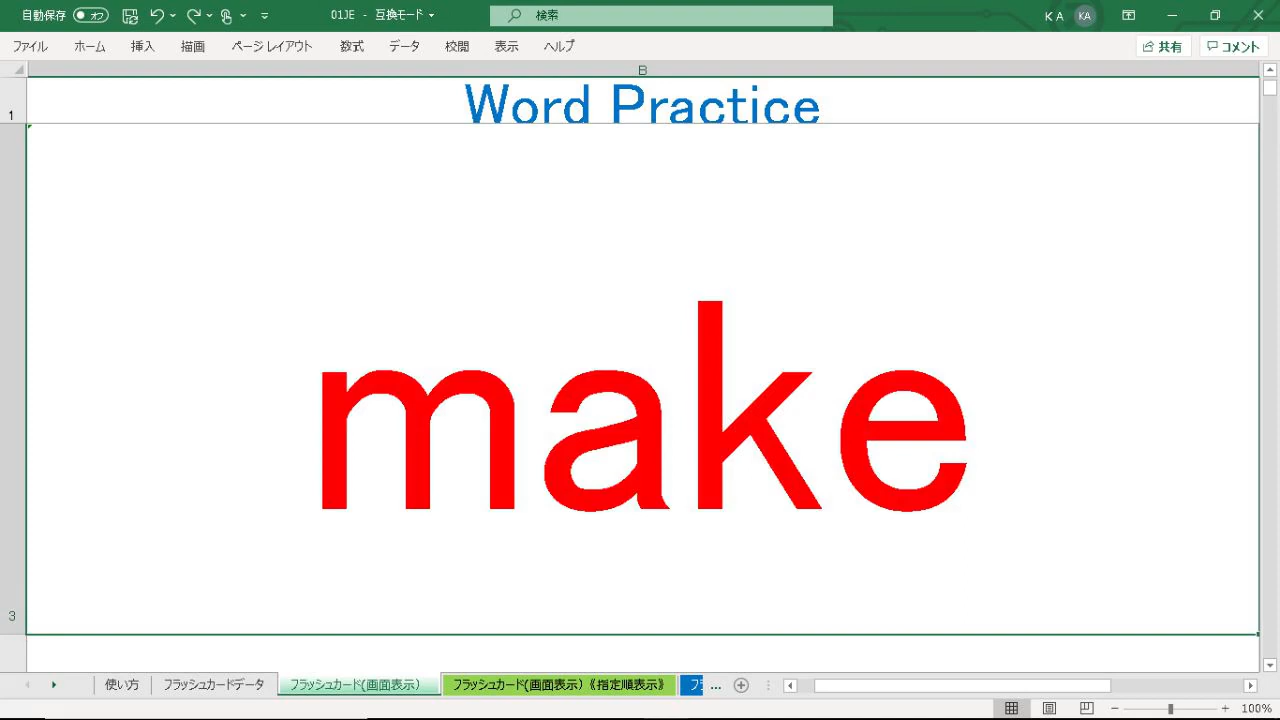 自動保存 オフ 01JE - 互換モード 検索 K A KA
ファイル ホーム 挿入 描画 ページ レイアウト 数式 データ 校閲 表示 ヘルプ 共有 コメント
B
1 Word Practice
make
3
使い方 フラッシュカードデータ フラッシュカード(画面表示) フラッシュカード(画面表示)《指定順表示》 フ ...
100%